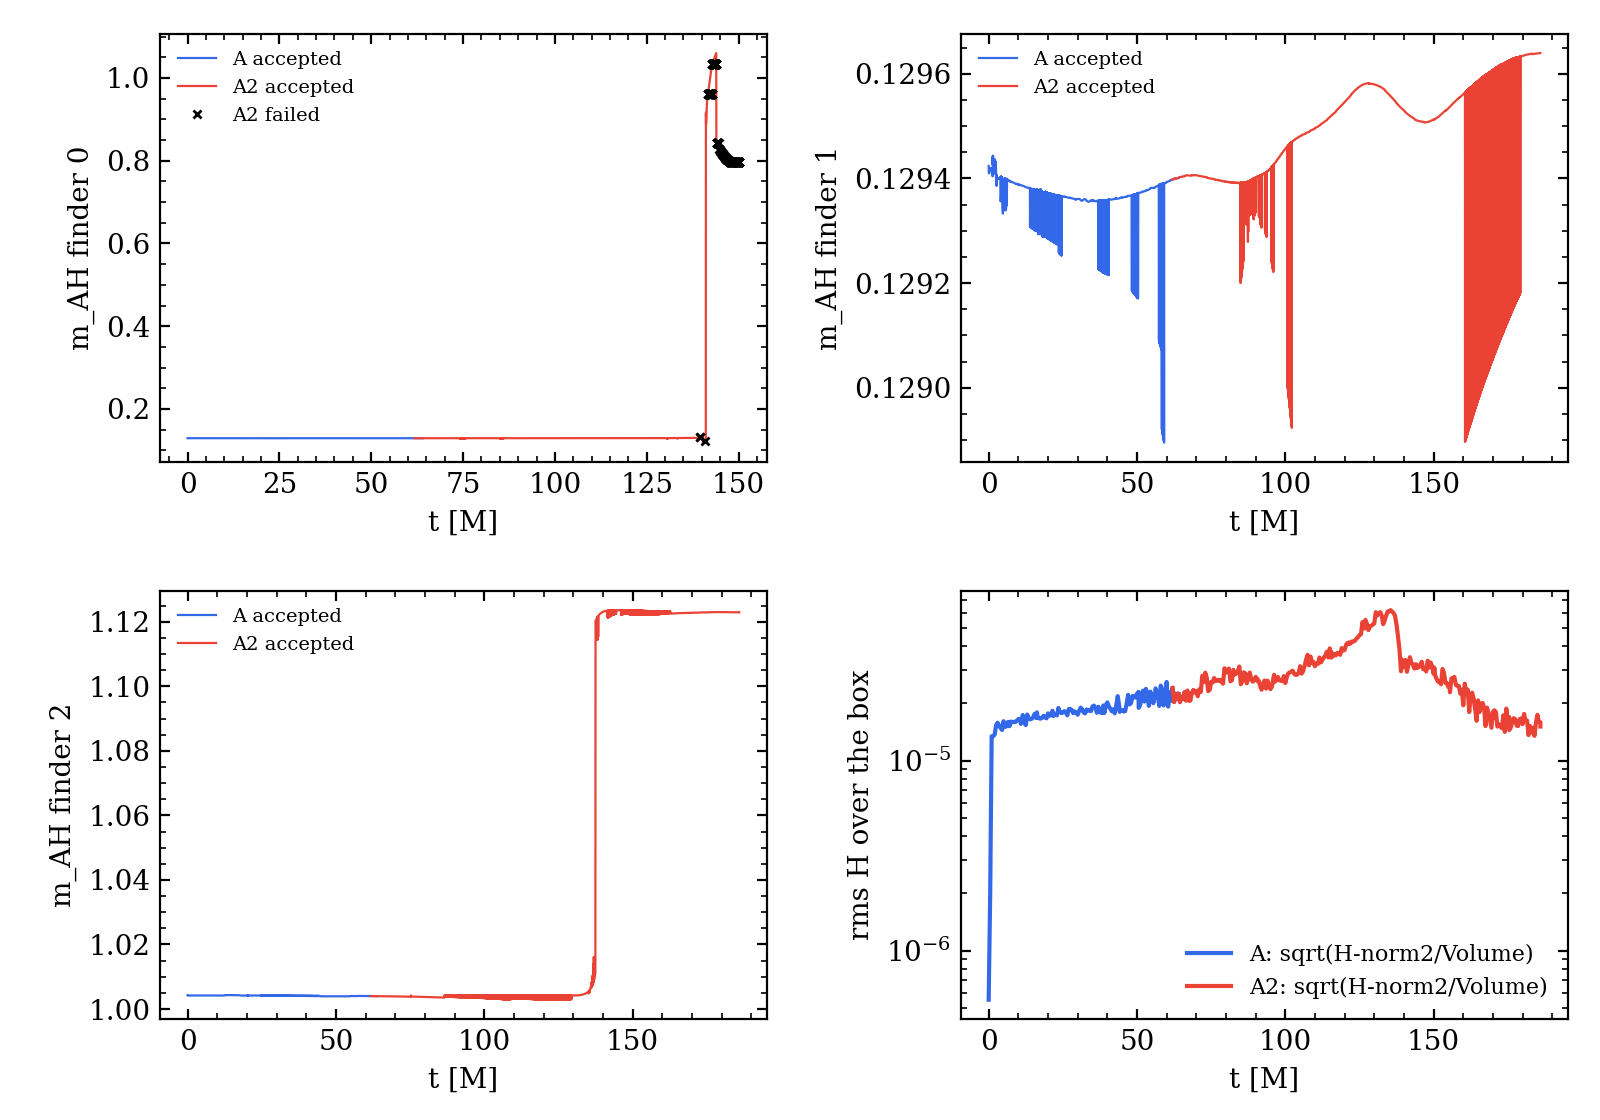 A accepted
A2 accepted
A2 failed
1.0
0.8
0.6
0.4
0.2
m_AH finder 0
0 25 50 75 100 125 150
t [M]
A accepted
A2 accepted
0.1296
0.1294
0.1292
0.1290
m_AH finder 1
0 50 100 150
t [M]
A accepted
A2 accepted
1.12
1.10
1.08
1.06
1.04
1.02
1.00
m_AH finder 2
0 50 100 150
t [M]
10⁻⁵
10⁻⁶
rms H over the box
A: sqrt(H-norm2/Volume)
A2: sqrt(H-norm2/Volume)
0 50 100 150
t [M]